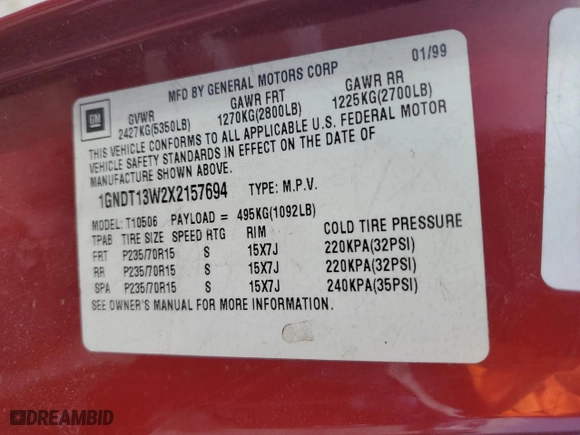 MFD BY GENERAL MOTORS CORP 01/99
GM GVWR GAWR FRT GAWR RR
2427KG(5350LB) 1270KG(2800LB) 1225KG(2700LB)
THIS VEHICLE CONFORMS TO ALL APPLICABLE U.S. FEDERAL MOTOR
VEHICLE SAFETY STANDARDS IN EFFECT ON THE DATE OF
MANUFACTURE SHOWN ABOVE.
1GNDT13W2X2157694 TYPE: M.P.V.
MODEL: T10506 PAYLOAD = 495KG(1092LB)
TPAB TIRE SIZE SPEED RTG RIM COLD TIRE PRESSURE
FRT P235/70R15 S 15X7J 220KPA(32PSI)
RR P235/70R15 S 15X7J 220KPA(32PSI)
SPA P235/70R15 S 15X7J 240KPA(35PSI)
SEE OWNER'S MANUAL FOR MORE INFORMATION.
DREAMBID